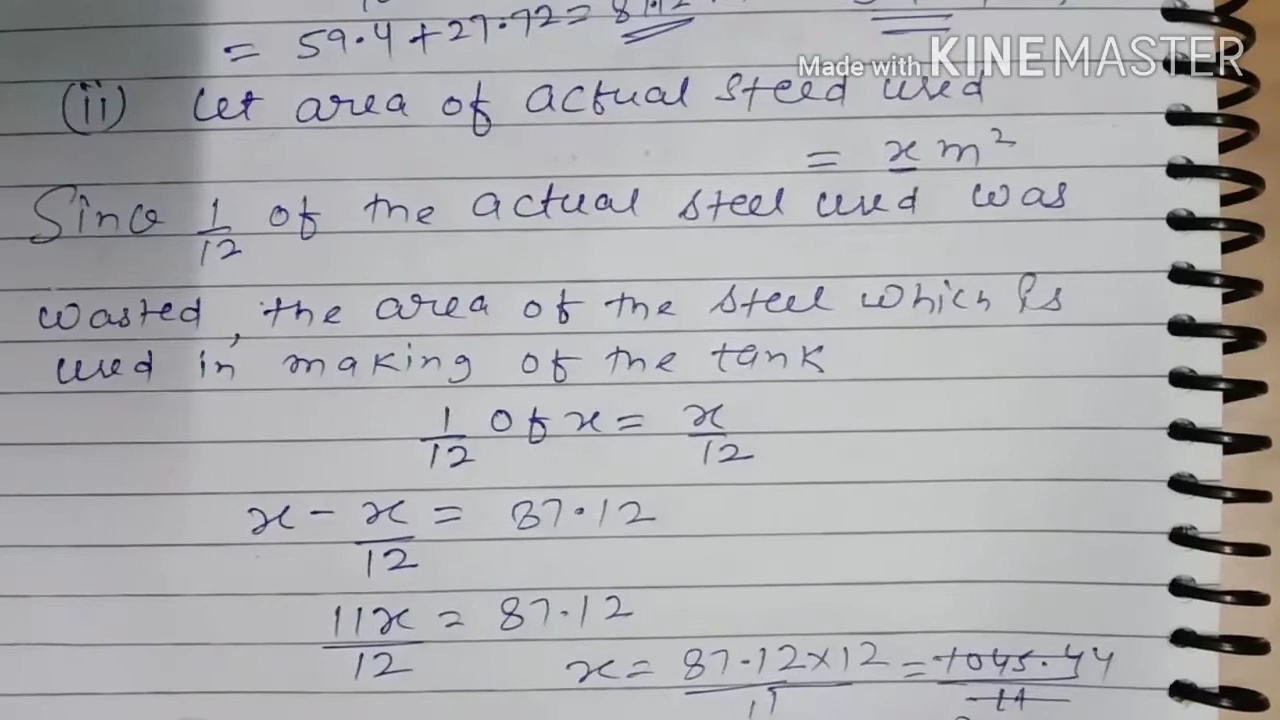 = 59.4+27.72=
Made with KINEMASTER
(ii) Let area of actual steed used
= x m²
Since 1/12 of the actual steel used was
wasted, the area of the steel which is
used in making of the tank
1/12 of x = x/12
x - x/12 = 87.12
11x/12 = 87.12
x = 87.12×12/11 = 1045.44/11